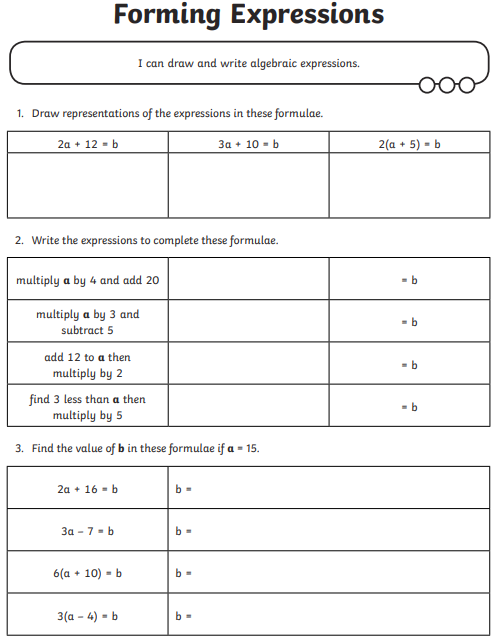 Forming Expressions
I can draw and write algebraic expressions.
1. Draw representations of the expressions in these formulae.
2a + 12 = b
3a + 10 = b
2(a + 5) = b
2. Write the expressions to complete these formulae.
multiply a by 4 and add 20
= b
multiply a by 3 and
subtract 5
= b
add 12 to a then
multiply by 2
= b
find 3 less than a then
multiply by 5
= b
3. Find the value of b in these formulae if a = 15.
2a + 16 = b
b =
3a – 7 = b
b =
6(a + 10) = b
b =
3(a – 4) = b
b =